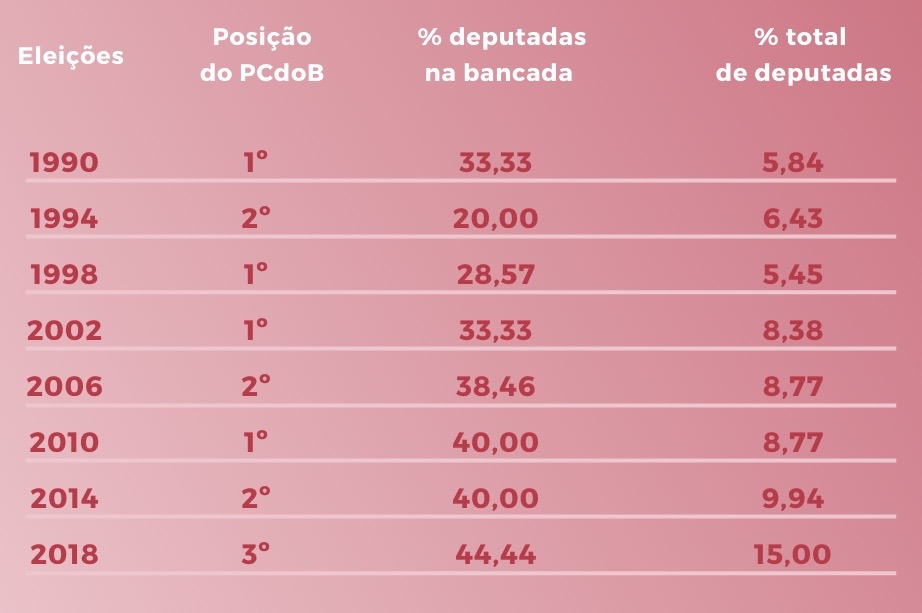 Eleições Posição do PCdoB % deputadas na bancada % total de deputadas
1990 1º 33,33 5,84
1994 2º 20,00 6,43
1998 1º 28,57 5,45
2002 1º 33,33 8,38
2006 2º 38,46 8,77
2010 1º 40,00 8,77
2014 2º 40,00 9,94
2018 3º 44,44 15,00